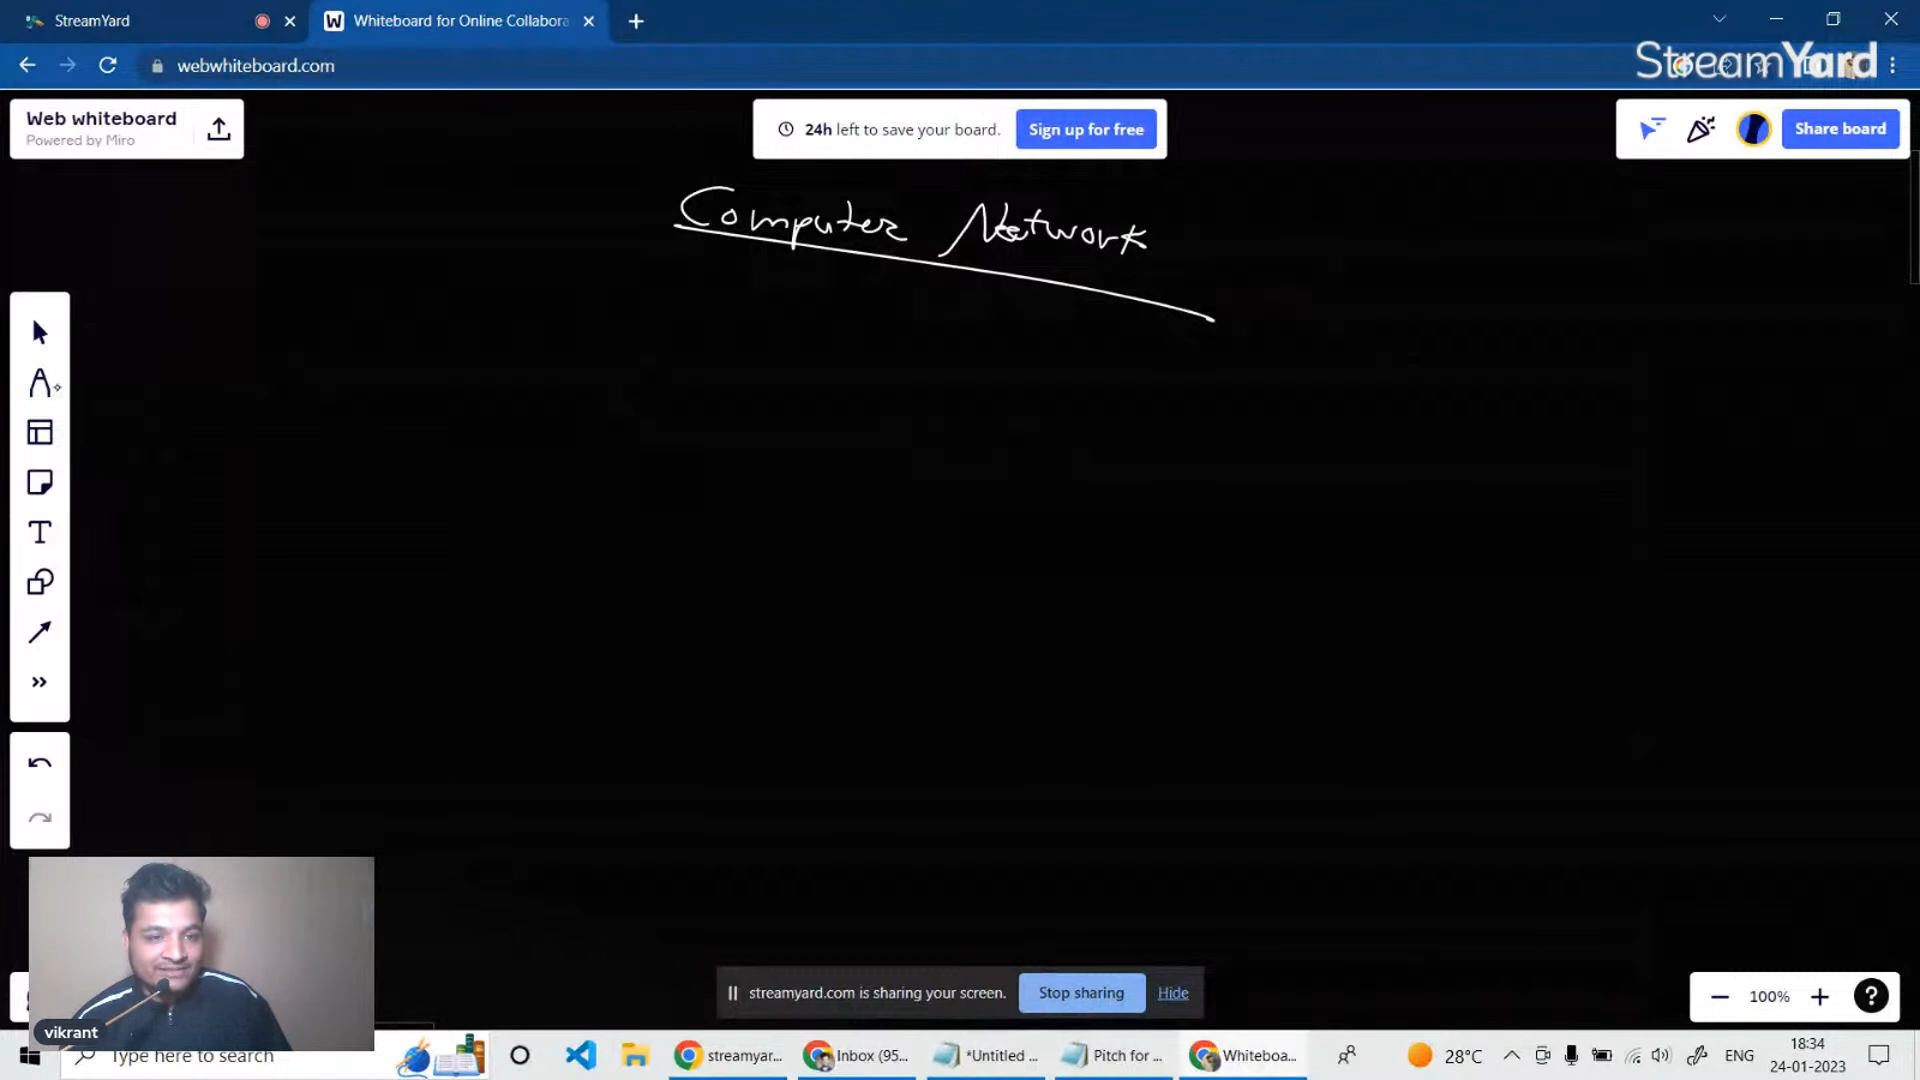 StreamYard
Whiteboard for Online Collabora
webwhiteboard.com
StreamYard
Web whiteboard
Powered by Miro
24h left to save your board.
Sign up for free
Share board
Computer Network
vikrant
streamyard.com is sharing your screen.
Stop sharing
Hide
100%
Type here to search
streamyar...
Inbox (95...
*Untitled ...
Pitch for ...
Whiteboa...
28°C
ENG
18:34
24-01-2023